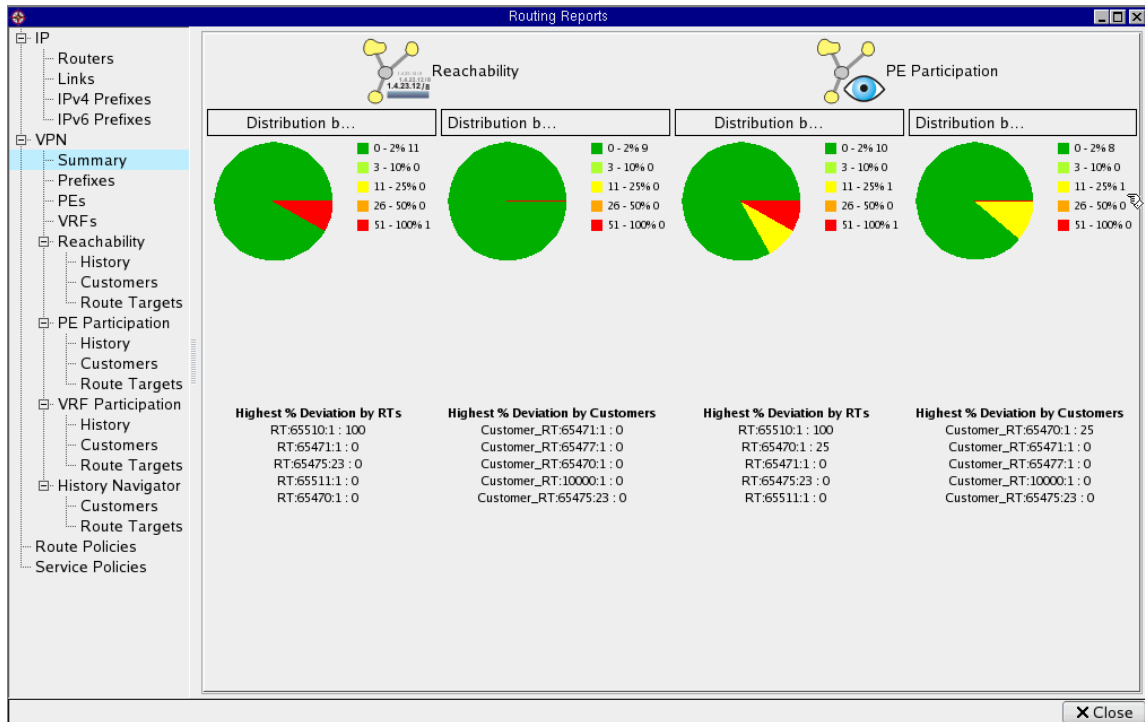 Routing Reports
IP
Routers
Links
IPv4 Prefixes
IPv6 Prefixes
VPN
Summary
Prefixes
PEs
VRFs
Reachability
History
Customers
Route Targets
PE Participation
History
Customers
Route Targets
VRF Participation
History
Customers
Route Targets
History Navigator
Customers
Route Targets
Route Policies
Service Policies
1.4.23.12/8
Reachability
PE Participation
Distribution b...
0 - 2% 11
3 - 10% 0
11 - 25% 0
26 - 50% 0
51 - 100% 1
Distribution b...
0 - 2% 9
3 - 10% 0
11 - 25% 0
26 - 50% 0
51 - 100% 0
Distribution b...
0 - 2% 10
3 - 10% 0
11 - 25% 1
26 - 50% 0
51 - 100% 1
Distribution b...
0 - 2% 8
3 - 10% 0
11 - 25% 1
26 - 50% 0
51 - 100% 0
Highest % Deviation by RTs
RT:65510:1 : 100
RT:65471:1 : 0
RT:65475:23 : 0
RT:65511:1 : 0
RT:65470:1 : 0
Highest % Deviation by Customers
Customer_RT:65471:1 : 0
Customer_RT:65477:1 : 0
Customer_RT:65470:1 : 0
Customer_RT:10000:1 : 0
Customer_RT:65475:23 : 0
Highest % Deviation by RTs
RT:65510:1 : 100
RT:65470:1 : 25
RT:65471:1 : 0
RT:65475:23 : 0
RT:65511:1 : 0
Highest % Deviation by Customers
Customer_RT:65470:1 : 25
Customer_RT:65471:1 : 0
Customer_RT:65477:1 : 0
Customer_RT:10000:1 : 0
Customer_RT:65475:23 : 0
Close